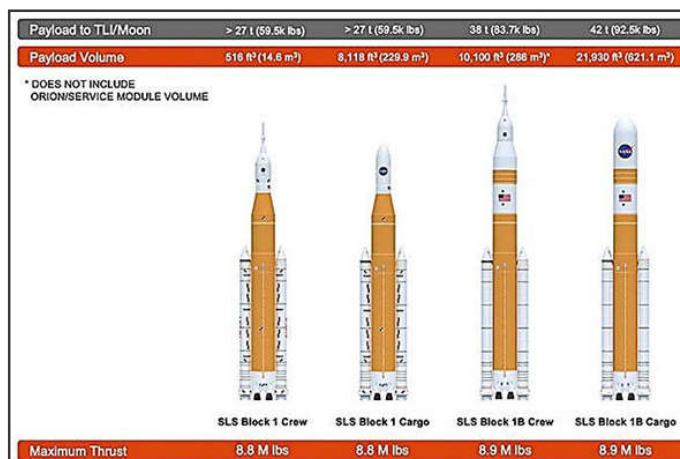 Payload to TLI/Moon > 27 t (59.5k lbs) > 27 t (59.5k lbs) 38 t (83.7k lbs) 42 t (92.5k lbs)
Payload Volume 516 ft³ (14.6 m³) 8,118 ft³ (229.9 m³) 10,100 ft³ (286 m³)* 21,930 ft³ (621.1 m³)
* DOES NOT INCLUDE
ORION/SERVICE MODULE VOLUME
NASA
SLS Block 1 Crew SLS Block 1 Cargo SLS Block 1B Crew SLS Block 1B Cargo
Maximum Thrust 8.8 M lbs 8.8 M lbs 8.9 M lbs 8.9 M lbs